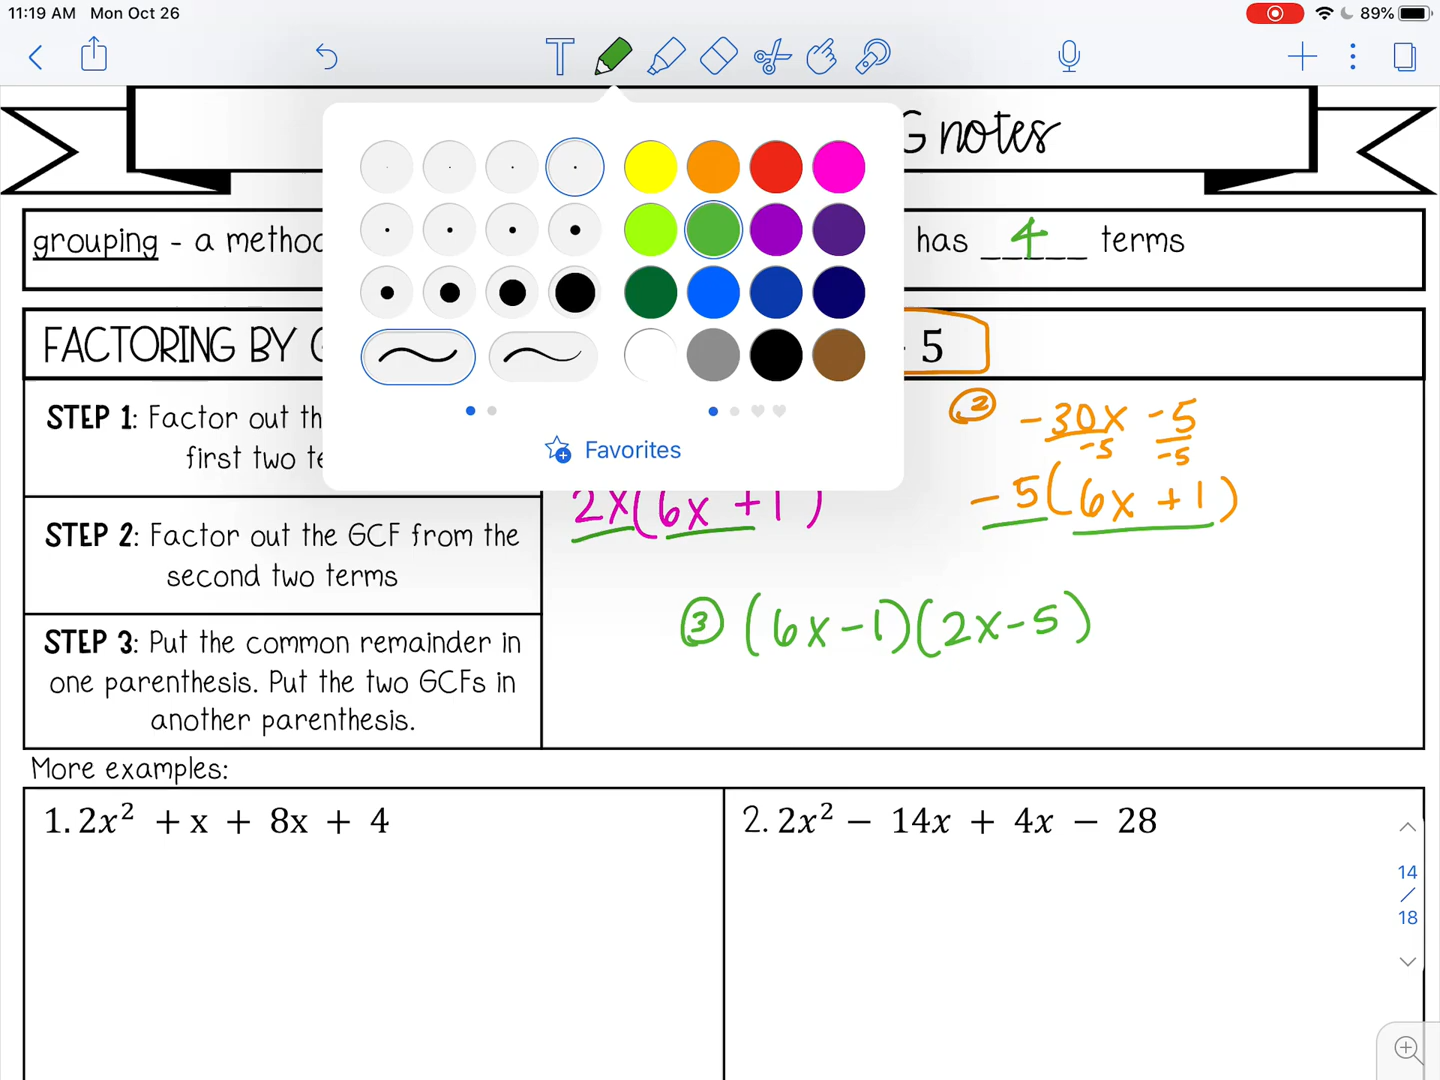 11:19 AM Mon Oct 26 89%
T
G notes
grouping - a metho has 4 terms
FACTORING BY - 5
STEP 1: Factor out th
first two te
② -30x -5
-5 -5
2x(6x +1) -5(6x +1)
STEP 2: Factor out the GCF from the
second two terms
③ (6x-1)(2x-5)
STEP 3: Put the common remainder in
one parenthesis. Put the two GCFs in
another parenthesis.
Favorites
More examples:
1. 2x² + x + 8x + 4
2. 2x² − 14x + 4x − 28
14
/
18